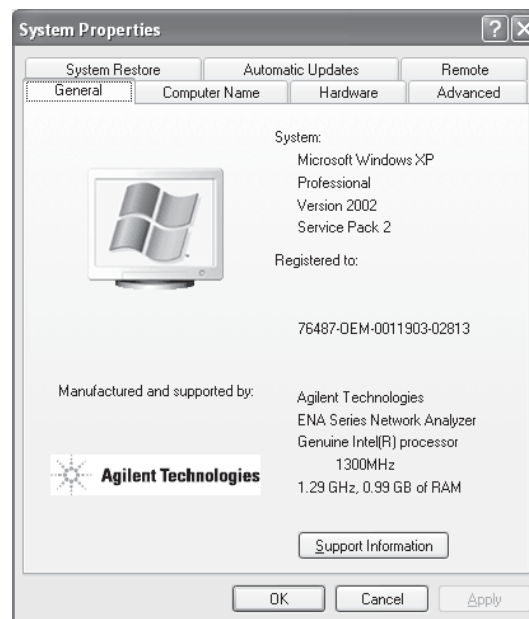 System Properties
System Restore Automatic Updates Remote
General Computer Name Hardware Advanced
System:
Microsoft Windows XP
Professional
Version 2002
Service Pack 2
Registered to:
76487-OEM-0011903-02813
Manufactured and supported by:
Agilent Technologies
Agilent Technologies
ENA Series Network Analyzer
Genuine Intel(R) processor
1300MHz
1.29 GHz, 0.99 GB of RAM
Support Information
OK Cancel Apply